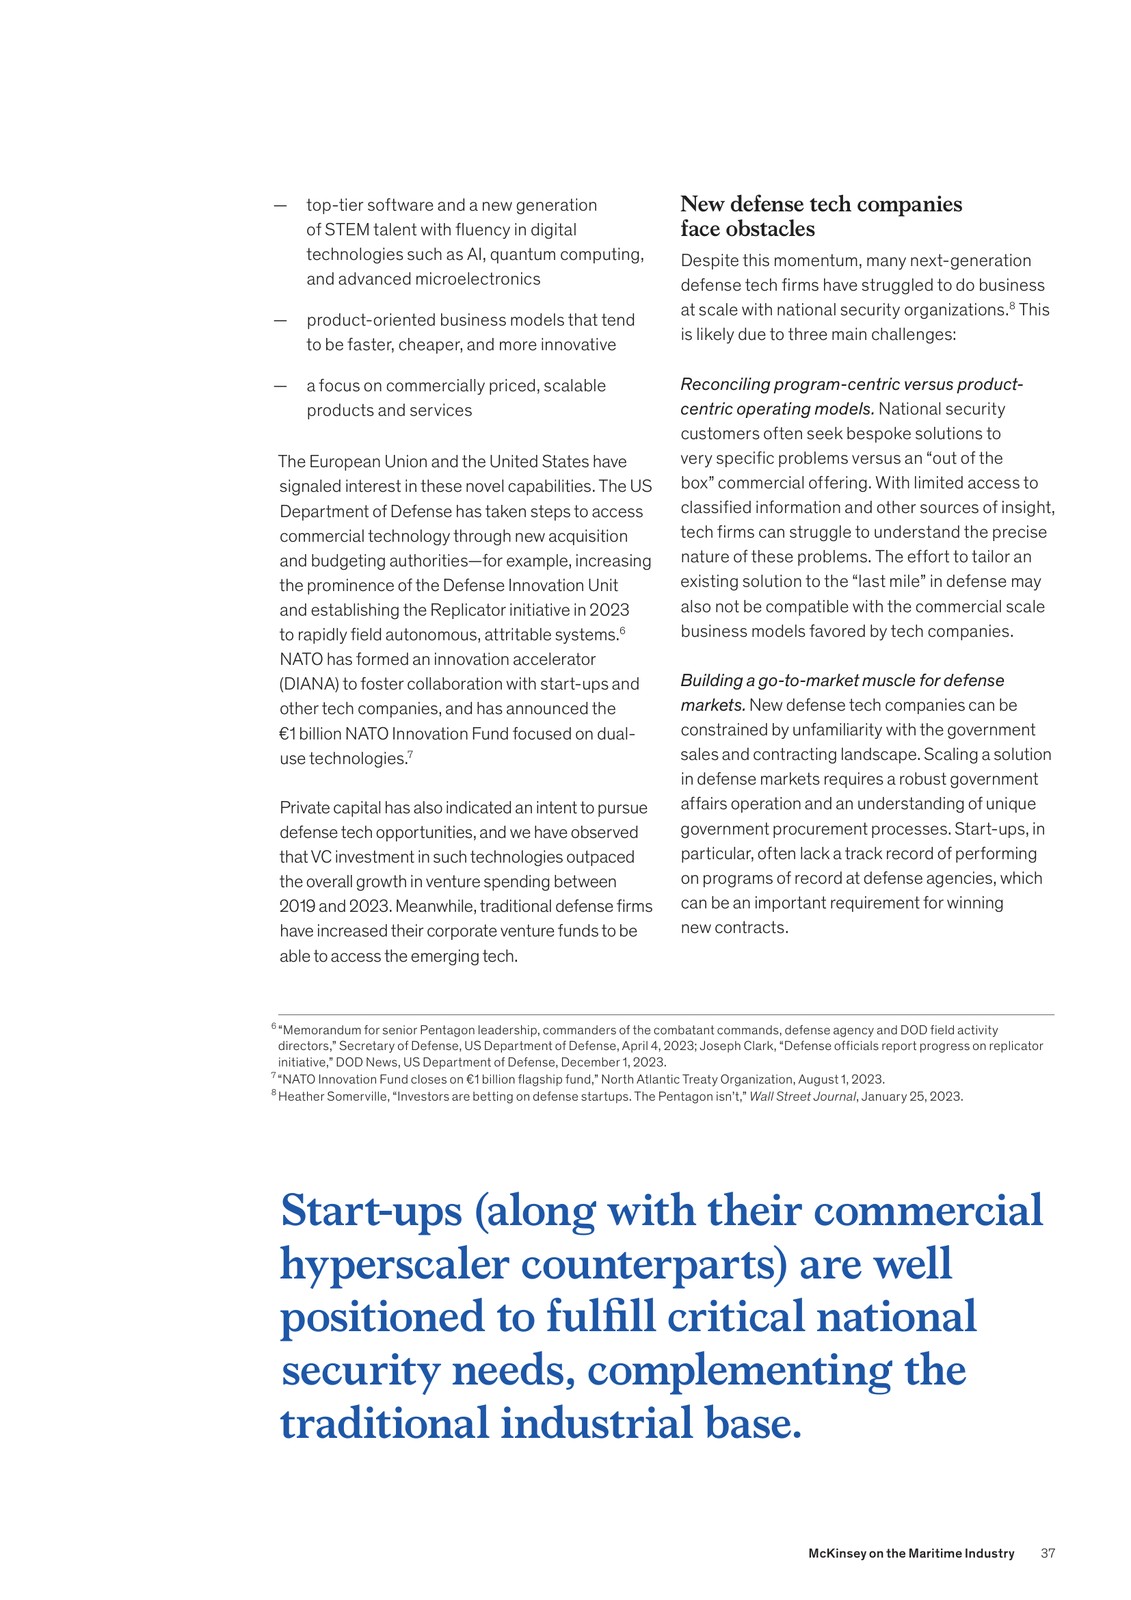 — top-tier software and a new generation
of STEM talent with fluency in digital
technologies such as AI, quantum computing,
and advanced microelectronics
— product-oriented business models that tend
to be faster, cheaper, and more innovative
— a focus on commercially priced, scalable
products and services
The European Union and the United States have
signaled interest in these novel capabilities. The US
Department of Defense has taken steps to access
commercial technology through new acquisition
and budgeting authorities—for example, increasing
the prominence of the Defense Innovation Unit
and establishing the Replicator initiative in 2023
to rapidly field autonomous, attritable systems.⁶
NATO has formed an innovation accelerator
(DIANA) to foster collaboration with start-ups and
other tech companies, and has announced the
€1 billion NATO Innovation Fund focused on dual-
use technologies.⁷
Private capital has also indicated an intent to pursue
defense tech opportunities, and we have observed
that VC investment in such technologies outpaced
the overall growth in venture spending between
2019 and 2023. Meanwhile, traditional defense firms
have increased their corporate venture funds to be
able to access the emerging tech.
New defense tech companies
face obstacles
Despite this momentum, many next-generation
defense tech firms have struggled to do business
at scale with national security organizations.⁸ This
is likely due to three main challenges:
Reconciling program-centric versus product-
centric operating models. National security
customers often seek bespoke solutions to
very specific problems versus an “out of the
box” commercial offering. With limited access to
classified information and other sources of insight,
tech firms can struggle to understand the precise
nature of these problems. The effort to tailor an
existing solution to the “last mile” in defense may
also not be compatible with the commercial scale
business models favored by tech companies.
Building a go-to-market muscle for defense
markets. New defense tech companies can be
constrained by unfamiliarity with the government
sales and contracting landscape. Scaling a solution
in defense markets requires a robust government
affairs operation and an understanding of unique
government procurement processes. Start-ups, in
particular, often lack a track record of performing
on programs of record at defense agencies, which
can be an important requirement for winning
new contracts.
⁶ “Memorandum for senior Pentagon leadership, commanders of the combatant commands, defense agency and DOD field activity
directors,” Secretary of Defense, US Department of Defense, April 4, 2023; Joseph Clark, “Defense officials report progress on replicator
initiative,” DOD News, US Department of Defense, December 1, 2023.
⁷ “NATO Innovation Fund closes on €1 billion flagship fund,” North Atlantic Treaty Organization, August 1, 2023.
⁸ Heather Somerville, “Investors are betting on defense startups. The Pentagon isn’t,” Wall Street Journal, January 25, 2023.
Start-ups (along with their commercial
hyperscaler counterparts) are well
positioned to fulfill critical national
security needs, complementing the
traditional industrial base.
McKinsey on the Maritime Industry 37